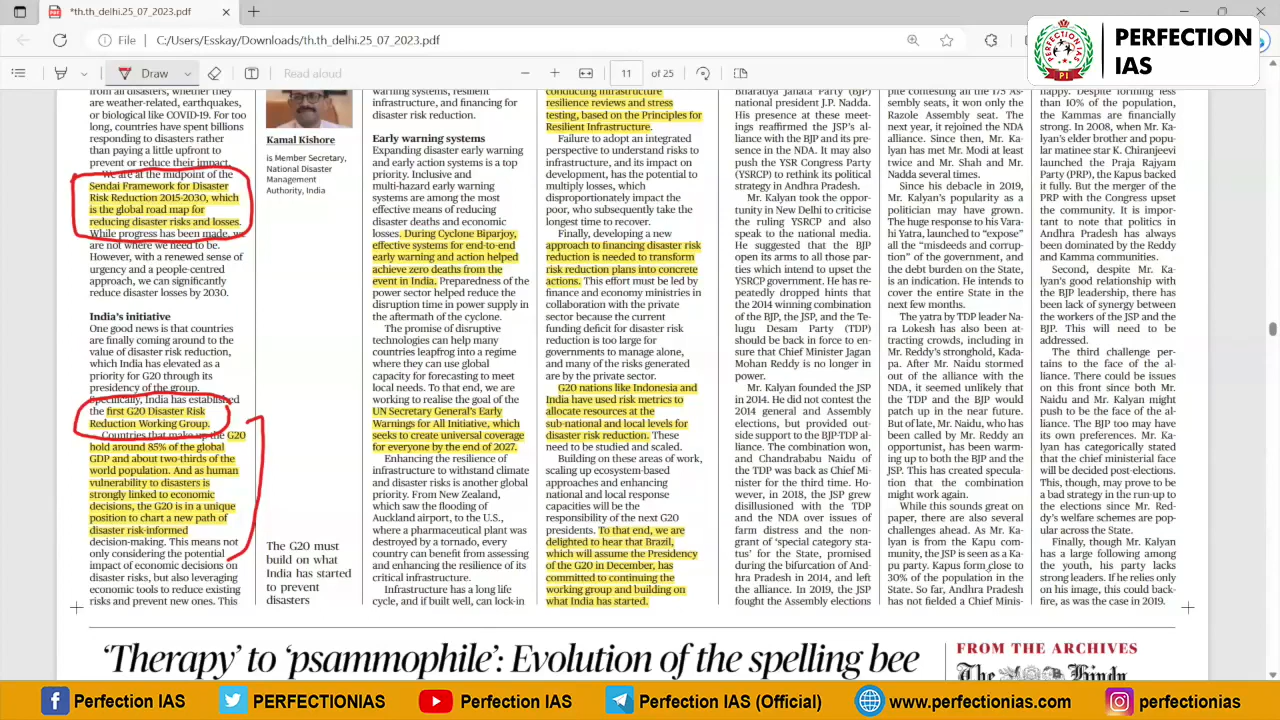 *th.th_delhi.25_07_2023.pdf
File
C:/Users/Esskay/Downloads/th.th_delhi.25_07_2023.pdf
PERFECTION
IAS
Draw
Read aloud
11
of 25
from all disasters, whether they
are weather-related, earthquakes,
or biological like COVID-19. For too
long, countries have spent billions
responding to disasters rather
than paying a little upfront to
prevent or reduce their impact.
We are at the midpoint of the
Sendai Framework for Disaster
Risk Reduction 2015-2030, which
is the global road map for
reducing disaster risks and losses.
While progress has been made, we
are not where we need to be.
However, with a renewed sense of
urgency and a people-centred
approach, we can significantly
reduce disaster losses by 2030.
India's initiative
One good news is that countries
are finally coming around to the
value of disaster risk reduction,
which India has elevated as a
priority for G20 through its
presidency of the group.
Specifically, India has established
the first G20 Disaster Risk
Reduction Working Group.
Countries that make up the G20
hold around 85% of the global
GDP and about two-thirds of the
world population. And as human
vulnerability to disasters is
strongly linked to economic
decisions, the G20 is in a unique
position to chart a new path of
disaster risk-informed
decision-making. This means not
only considering the potential
impact of economic decisions on
disaster risks, but also leveraging
economic tools to reduce existing
risks and prevent new ones. This
Kamal Kishore
is Member Secretary,
National Disaster
Management
Authority, India
The G20 must
build on what
India has started
to prevent
disasters
warning systems, resilient
infrastructure, and financing for
disaster risk reduction.
Early warning systems
Expanding disaster early warning
and early action systems is a top
priority. Inclusive and
multi-hazard early warning
systems are among the most
effective means of reducing
disaster deaths and economic
losses. During Cyclone Biparjoy,
effective systems for end-to-end
early warning and action helped
achieve zero deaths from the
event in India. Preparedness of the
power sector helped reduce the
disruption time in power supply in
the aftermath of the cyclone.
The promise of disruptive
technologies can help many
countries leapfrog into a regime
where they can use global
capacity for forecasting to meet
local needs. To that end, we are
working to realise the goal of the
UN Secretary General's Early
Warnings for All Initiative, which
seeks to create universal coverage
for everyone by the end of 2027.
Enhancing the resilience of
infrastructure to withstand climate
and disaster risks is another global
priority. From New Zealand,
which saw the flooding of
Auckland airport, to the U.S.,
where a pharmaceutical plant was
destroyed by a tornado, every
country can benefit from assessing
and enhancing the resilience of its
critical infrastructure.
Infrastructure has a long life
cycle, and if built well, can lock-in
conducting infrastructure
resilience reviews and stress
testing, based on the Principles for
Resilient Infrastructure.
Failure to adopt an integrated
perspective to understand risks to
infrastructure, and its impact on
development, has the potential to
multiply losses, which
disproportionately impact the
poor, who subsequently take the
longest time to recover.
Finally, developing a new
approach to financing disaster risk
reduction is needed to transform
risk reduction plans into concrete
actions. This effort must be led by
finance and economy ministries in
collaboration with the private
sector because the current
funding deficit for disaster risk
reduction is too large for
governments to manage alone,
and many of the risks generated
are by the private sector.
G20 nations like Indonesia and
India have used risk metrics to
allocate resources at the
sub-national and local levels for
disaster risk reduction. These
need to be studied and scaled.
Building on these areas of work,
scaling up ecosystem-based
approaches and enhancing
national and local response
capacities will be the
responsibility of the next G20
presidents. To that end, we are
delighted to hear that Brazil,
which will assume the Presidency
of the G20 in December, has
committed to continuing the
working group and building on
what India has started.
Bharatiya Janata Party (BJP)
national president J.P. Nadda.
His presence at these meet-
ings reaffirmed the JSP's al-
liance with the BJP and its pre-
sence in the NDA. It may also
push the YSR Congress Party
(YSRCP) to rethink its political
strategy in Andhra Pradesh.
Mr. Kalyan took the oppor-
tunity in New Delhi to criticise
the ruling YSRCP and also
speak to the national media.
He suggested that the BJP
open its arms to all those par-
ties which intend to upset the
YSRCP government. He has re-
peatedly dropped hints that
the 2014 winning combination
of the BJP, the JSP, and the Te-
lugu Desam Party (TDP)
should be back in force to en-
sure that Chief Minister Jagan
Mohan Reddy is no longer in
power.
Mr. Kalyan founded the JSP
in 2014. He did not contest the
2014 general and Assembly
elections, but provided out-
side support to the BJP-TDP al-
liance. The combination won,
and Chandrababu Naidu of
the TDP was back as Chief Mi-
nister for the third time. Ho-
wever, in 2018, the JSP grew
disillusioned with the TDP
and the NDA over issues of
farm distress and the non-
grant of 'special category sta-
tus' for the State, promised
during the bifurcation of And-
hra Pradesh in 2014, and left
the alliance. In 2019, the JSP
fought the Assembly elections
spite contesting all the 175 As-
sembly seats, it won only the
Razole Assembly seat. The
next year, it rejoined the NDA
alliance. Since then, Mr. Ka-
lyan has met Mr. Modi at least
twice and Mr. Shah and Mr.
Nadda several times.
Since his debacle in 2019,
Mr. Kalyan's popularity as a
politician may have grown.
The huge response to his Vara-
hi Yatra, launched to "expose"
all the "misdeeds and corrup-
tion" of the government, and
the debt burden on the State,
is significant. He intends to
cover the entire State in the
next few months.
The yatra by TDP leader Na-
ra Lokesh has also been at-
tracting crowds, including in
Mr. Reddy's stronghold, Kada-
pa. After Mr. Naidu stormed
out of the alliance with the
NDA, it seemed unlikely that
the TDP and the BJP would
patch up in the near future.
But of late, Mr. Naidu, who has
been called by Mr. Reddy an
opportunist, has been warm-
ing up to both the BJP and the
JSP. This has created specula-
tion that the combination
might work again.
While this sounds great on
paper, there are also several
challenges ahead. As Mr. Ka-
lyan is from the Kapu com-
munity, the JSP is seen as a Ka-
pu party. Kapus form close to
30% of the population in the
State. So far, Andhra Pradesh
has not fielded a Chief Minis-
happy. Despite forming less
than 10% of the population,
the Kammas are financially
strong. In 2008, when Mr. Ka-
lyan's elder brother and popu-
lar matinee star K. Chiranjeevi
launched the Praja Rajyam
Party (PRP), the Kapus backed
it fully. But the merger of the
PRP with the Congress upset
the community. It is impor-
tant to note that politics in
Andhra Pradesh has always
been dominated by the Reddy
and Kamma communities.
Second, despite Mr. Ka-
lyan's good relationship with
the BJP leadership, there has
been lack of synergy between
the workers of the JSP and the
BJP. This will need to be
addressed.
The third challenge per-
tains to the face of the al-
liance. There could be issues
on this front since both Mr.
Naidu and Mr. Kalyan might
push to be the face of the al-
liance. The BJP too may have
its own preferences. Mr. Ka-
lyan has categorically stated
that the chief ministerial face
will be decided post-elections.
This, though, may prove to be
a bad strategy in the run-up to
the elections since Mr. Red-
dy's welfare schemes are pop-
ular across the State.
Finally, though Mr. Kalyan
has a large following among
the youth, his party lacks
strong leaders. If he relies only
on his image, this could back-
fire, as was the case in 2019.
'Therapy' to 'psammophile': Evolution of the spelling bee
FROM THE ARCHIVES
The Hindu
Perfection IAS
PERFECTIONIAS
Perfection IAS
Perfection IAS (Official)
www.perfectionias.com
perfectionias